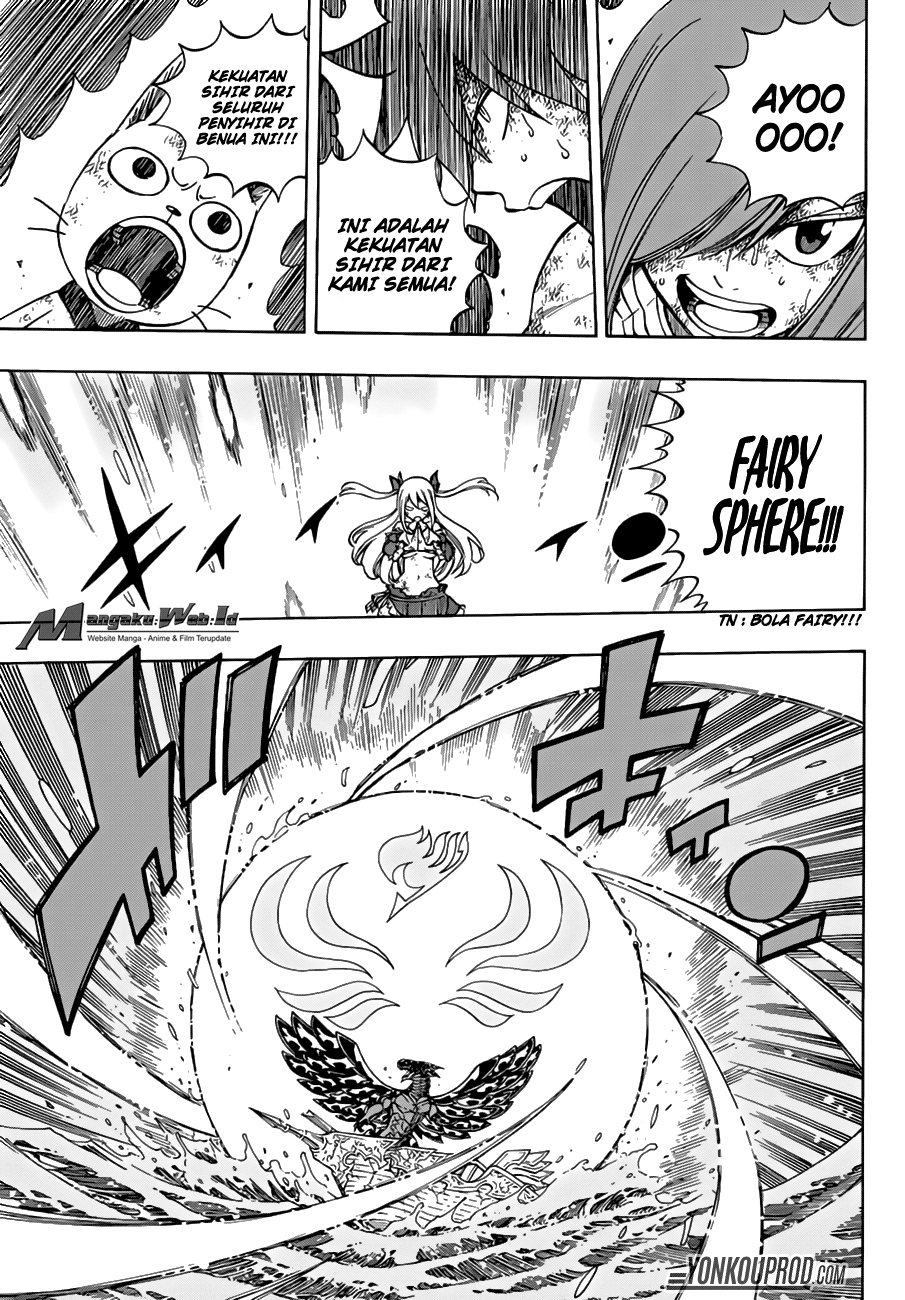 AYOO
OOO!
INI ADALAH
KEKUATAN
SIHIR DARI
KAMI SEMUA!
KEKUATAN
SIHIR DARI
SELURUH
PENYIHIR DI
BENUA INI!!!
FAIRY
SPHERE!!!
TN : BOLA FAIRY!!!
Mangaku.Web.Id
Website Manga - Anime & Film Terupdate
YONKOUPROD.COM